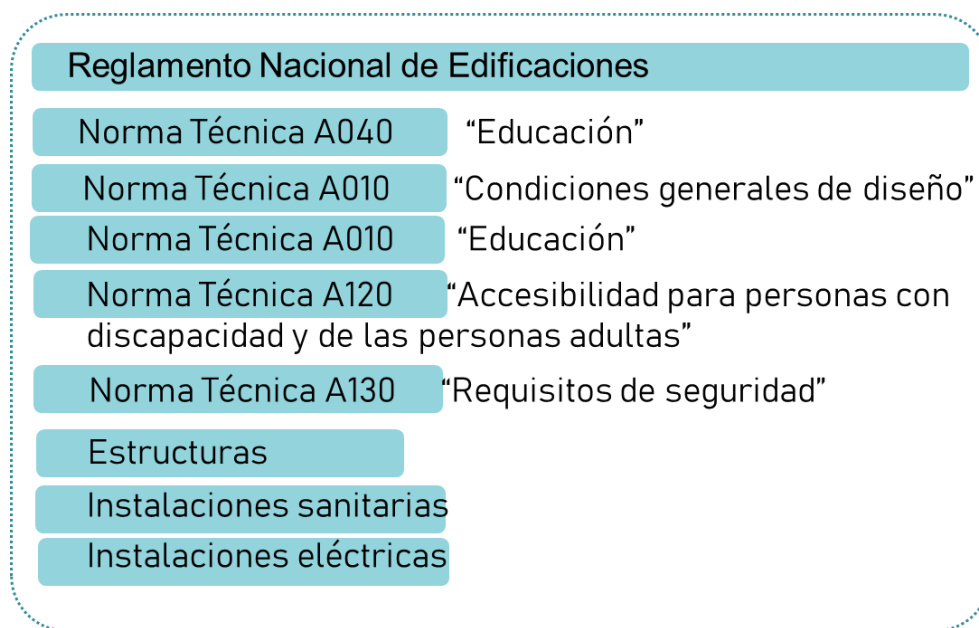 Reglamento Nacional de Edificaciones
Norma Técnica A040 “Educación”
Norma Técnica A010 “Condiciones generales de diseño”
Norma Técnica A010 “Educación”
Norma Técnica A120 “Accesibilidad para personas con
discapacidad y de las personas adultas”
Norma Técnica A130 “Requisitos de seguridad”
Estructuras
Instalaciones sanitarias
Instalaciones eléctricas